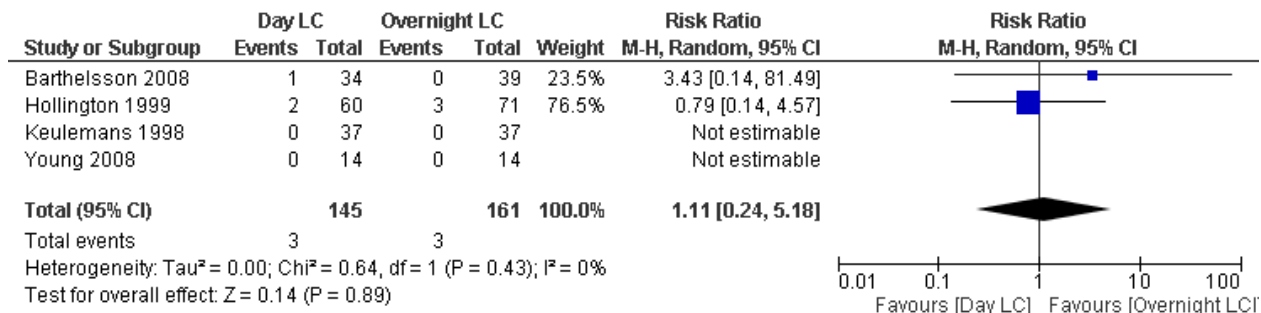 Day LC Overnight LC Risk Ratio Risk Ratio
Study or Subgroup Events Total Events Total Weight M-H, Random, 95% CI M-H, Random, 95% CI
Barthelsson 2008 1 34 0 39 23.5% 3.43 [0.14, 81.49]
Hollington 1999 2 60 3 71 76.5% 0.79 [0.14, 4.57]
Keulemans 1998 0 37 0 37 Not estimable
Young 2008 0 14 0 14 Not estimable
Total (95% CI) 145 161 100.0% 1.11 [0.24, 5.18]
Total events 3 3
Heterogeneity: Tau² = 0.00; Chi² = 0.64, df = 1 (P = 0.43); I² = 0%
Test for overall effect: Z = 0.14 (P = 0.89)
0.01 0.1 1 10 100
Favours [Day LC] Favours [Overnight LC]